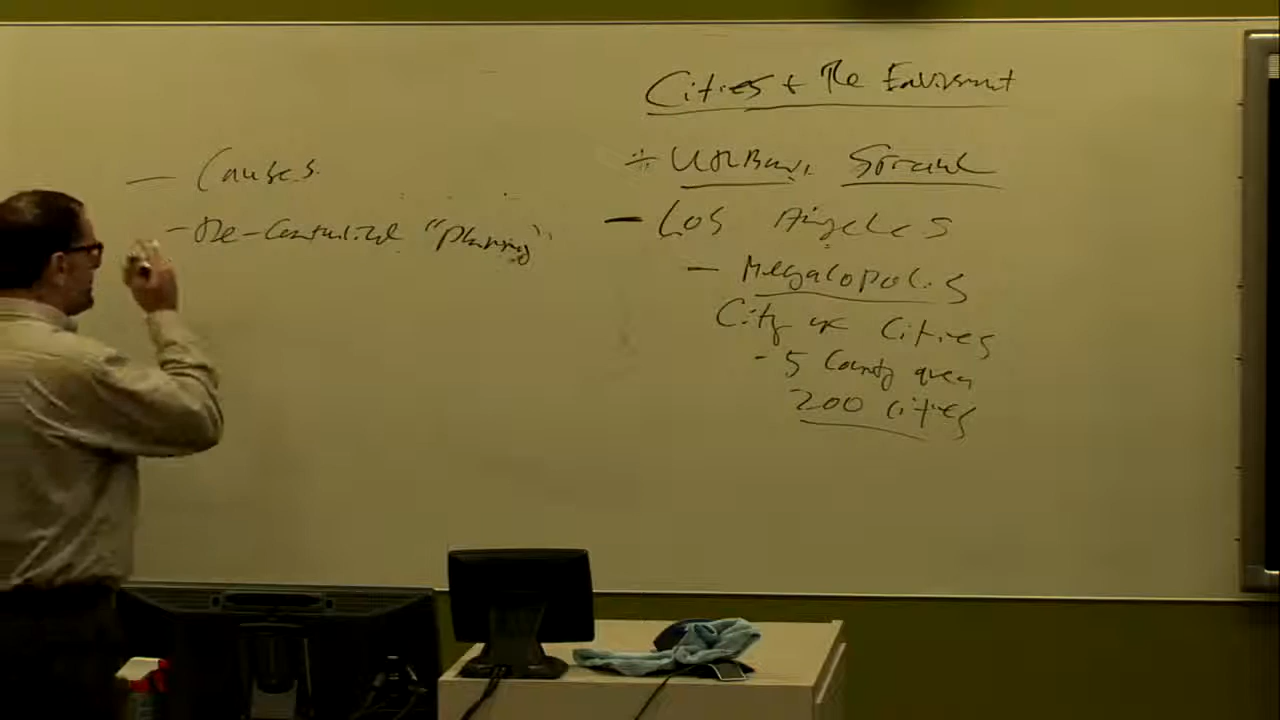 Cities + The Enviroment
÷ URBan Sprawl
— Los Angeles
— Megalopolis
City of Cities
- 5 County area
200 cities
— Causes
- De-Centralized "Planning"